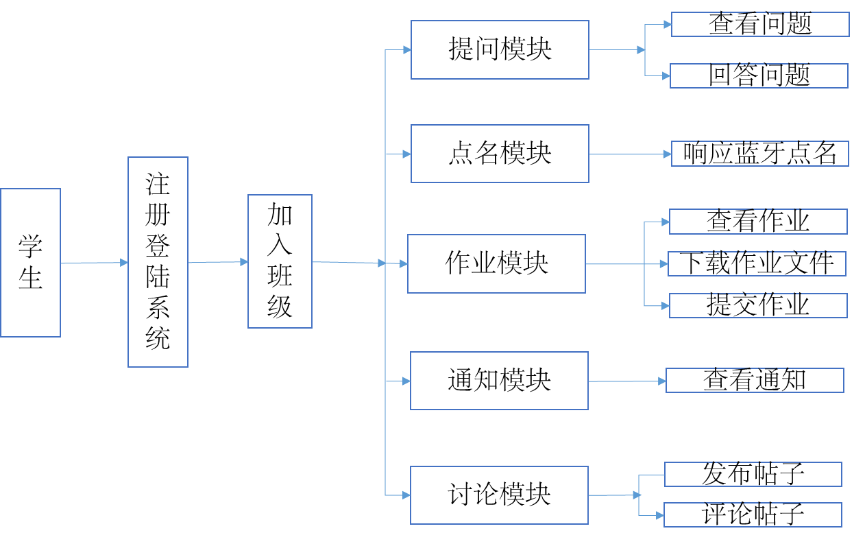 学生
注册登陆系统
加入班级
提问模块
查看问题
回答问题
点名模块
响应蓝牙点名
作业模块
查看作业
下载作业文件
提交作业
通知模块
查看通知
讨论模块
发布帖子
评论帖子